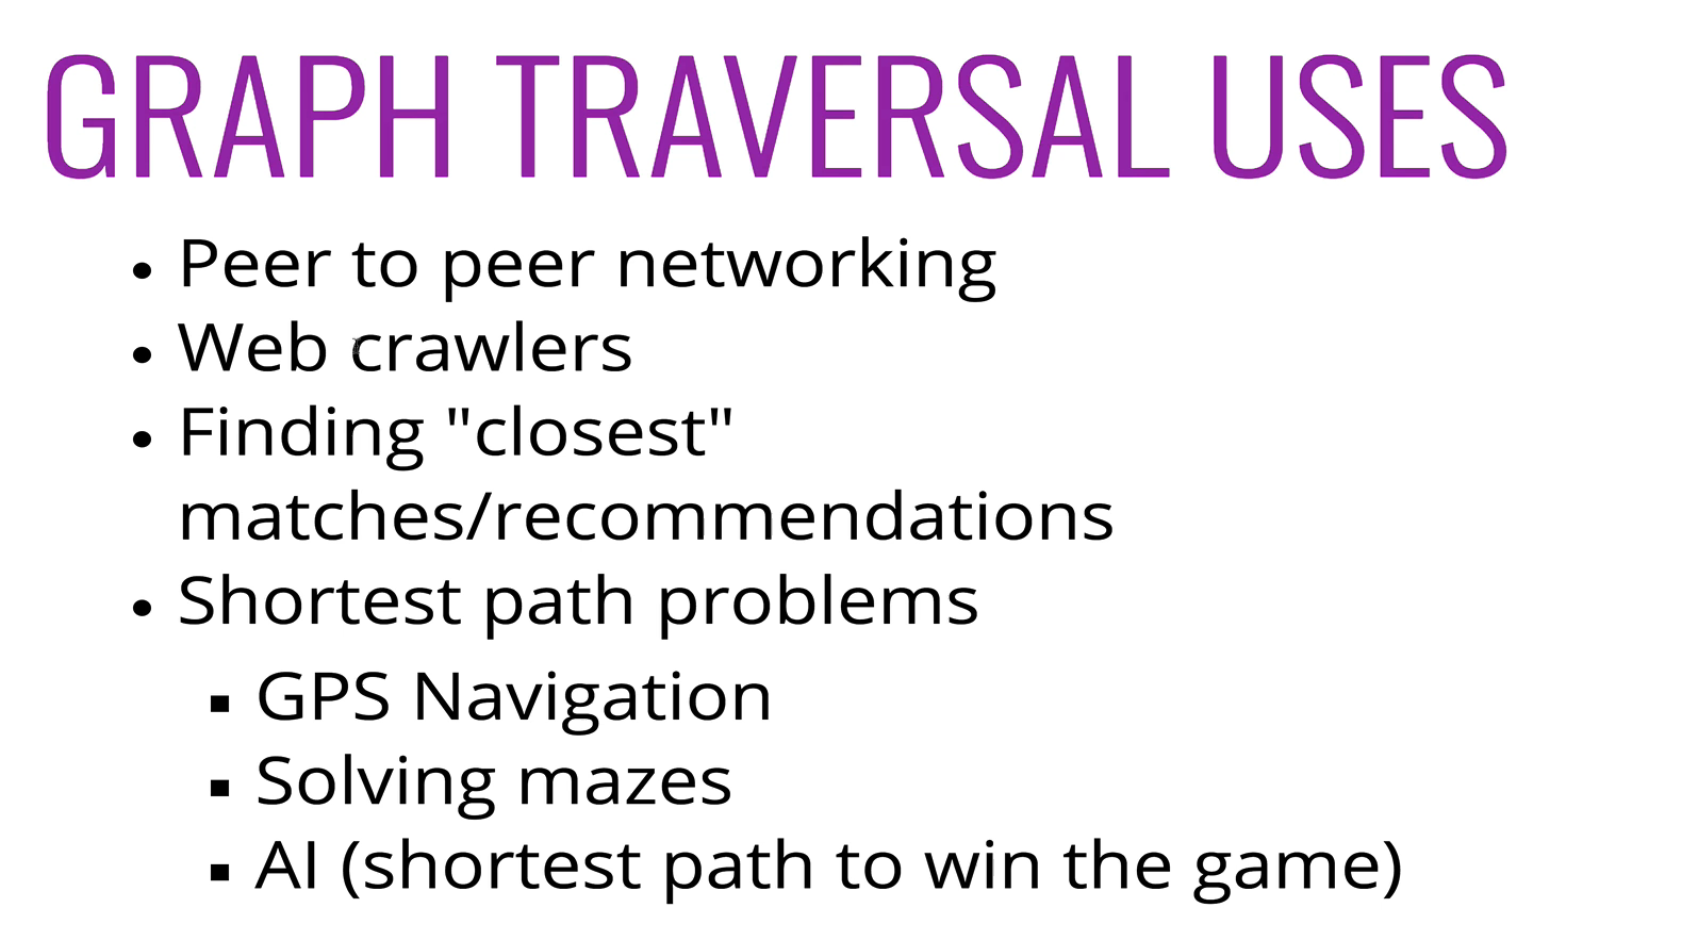 GRAPH TRAVERSAL USES
Peer to peer networking
Web crawlers
Finding "closest"
matches/recommendations
Shortest path problems
GPS Navigation
Solving mazes
AI (shortest path to win the game)